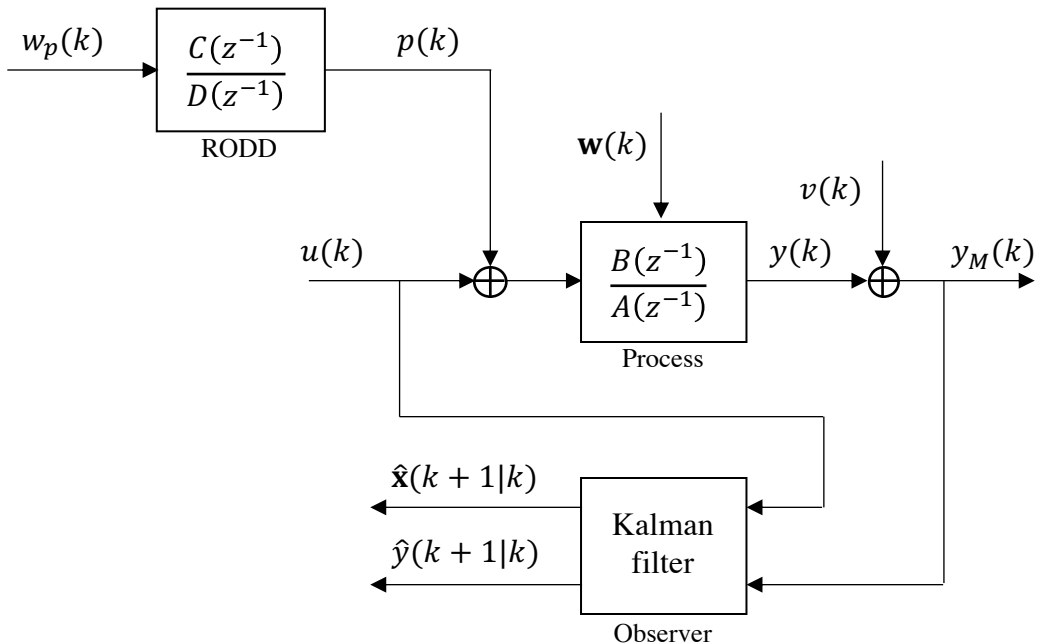 w_p(k)
C(z⁻¹)
D(z⁻¹)
p(k)
RODD
𝐰(k)
v(k)
u(k)
B(z⁻¹)
A(z⁻¹)
y(k)
y_M(k)
Process
𝐱̂(k + 1|k)
ŷ(k + 1|k)
Kalman
filter
Observer